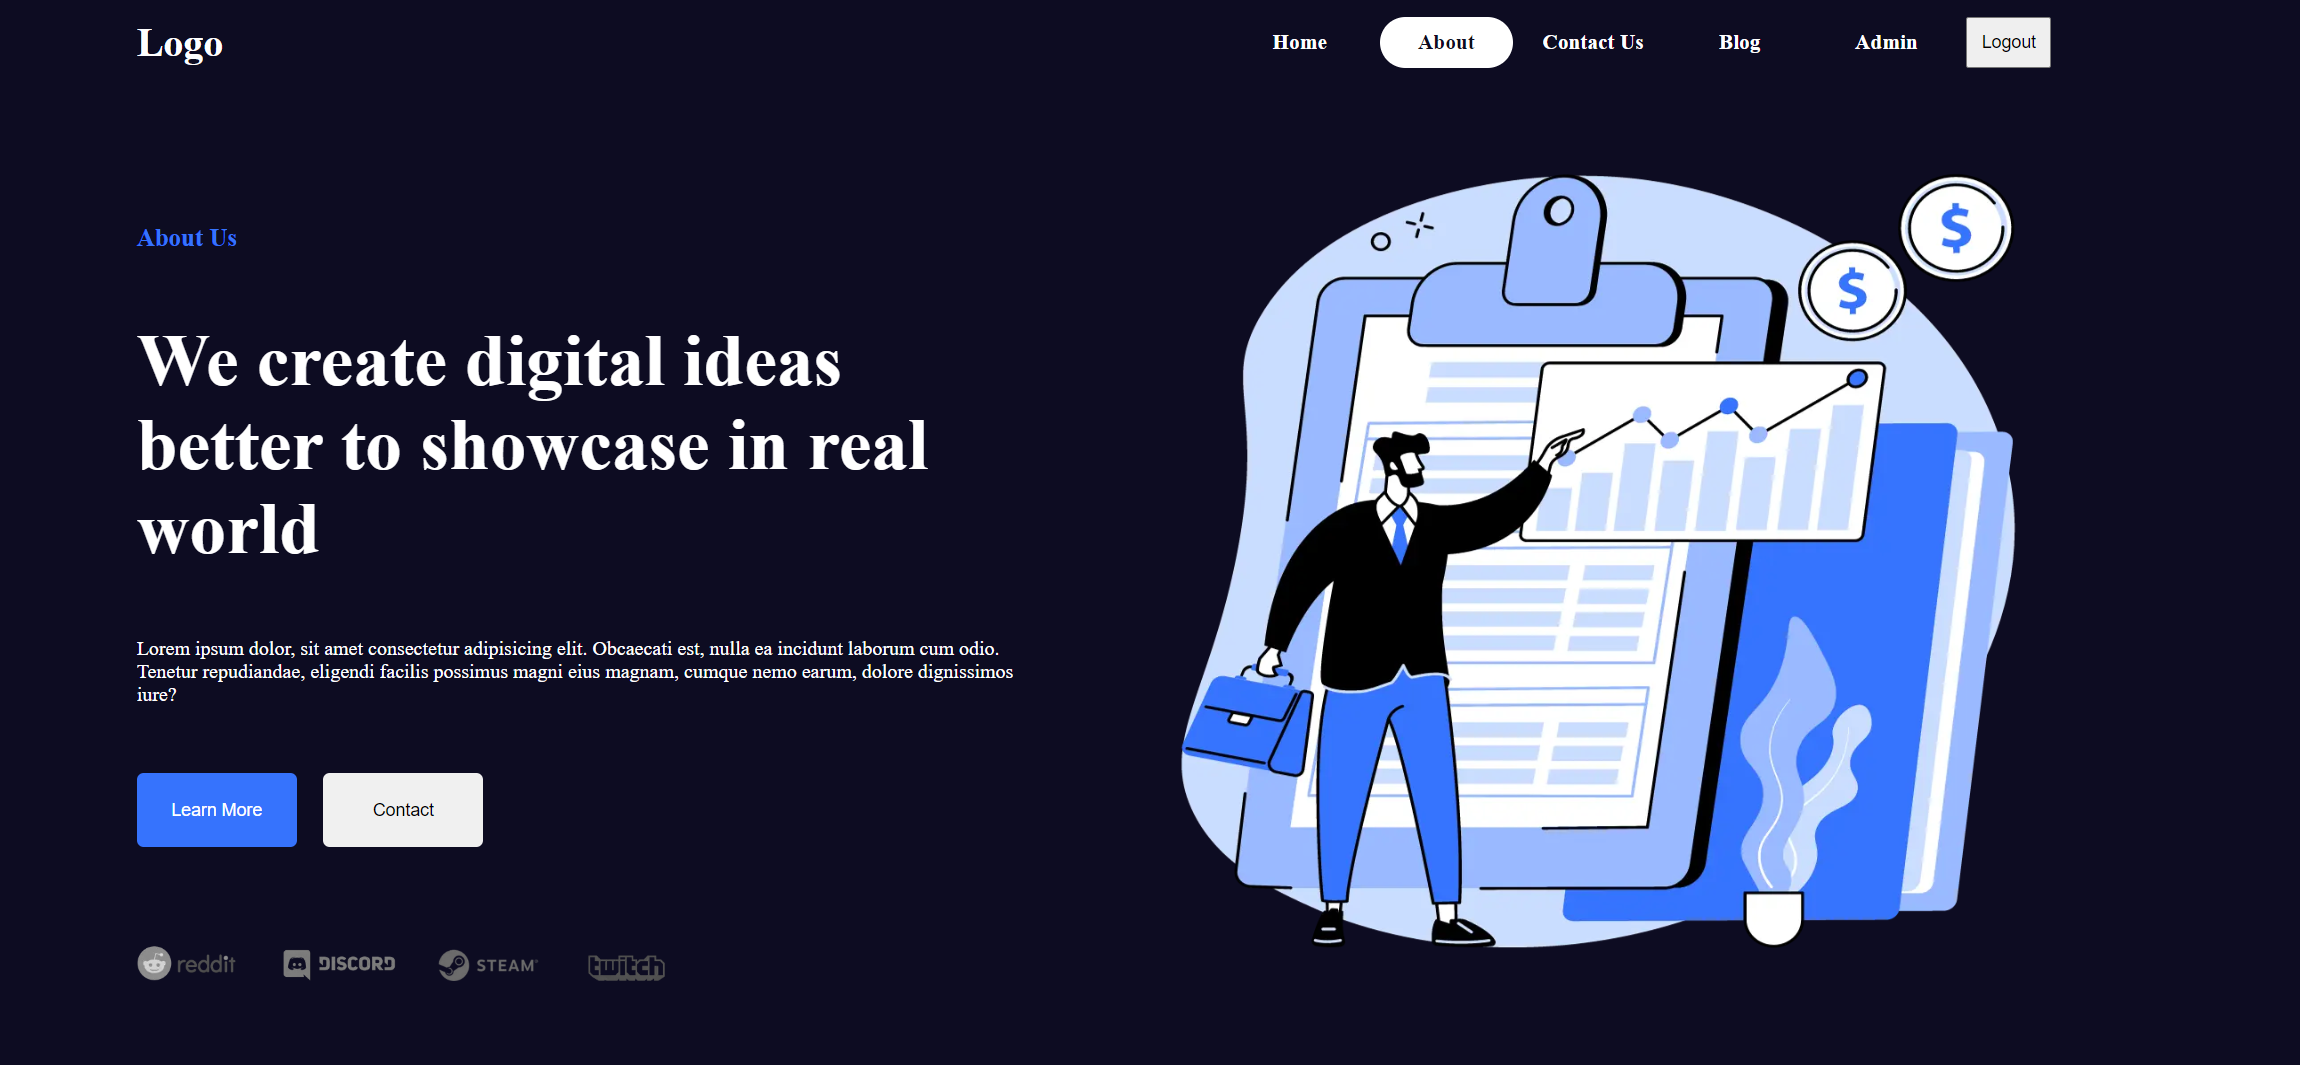 Logo
Home
About
Contact Us
Blog
Admin
Logout
About Us
We create digital ideas
better to showcase in real
world
Lorem ipsum dolor, sit amet consectetur adipisicing elit. Obcaecati est, nulla ea incidunt laborum cum odio.
Tenetur repudiandae, eligendi facilis possimus magni eius magnam, cumque nemo earum, dolore dignissimos
iure?
Learn More
Contact
reddit
DISCORD
STEAM
twitch
$
$